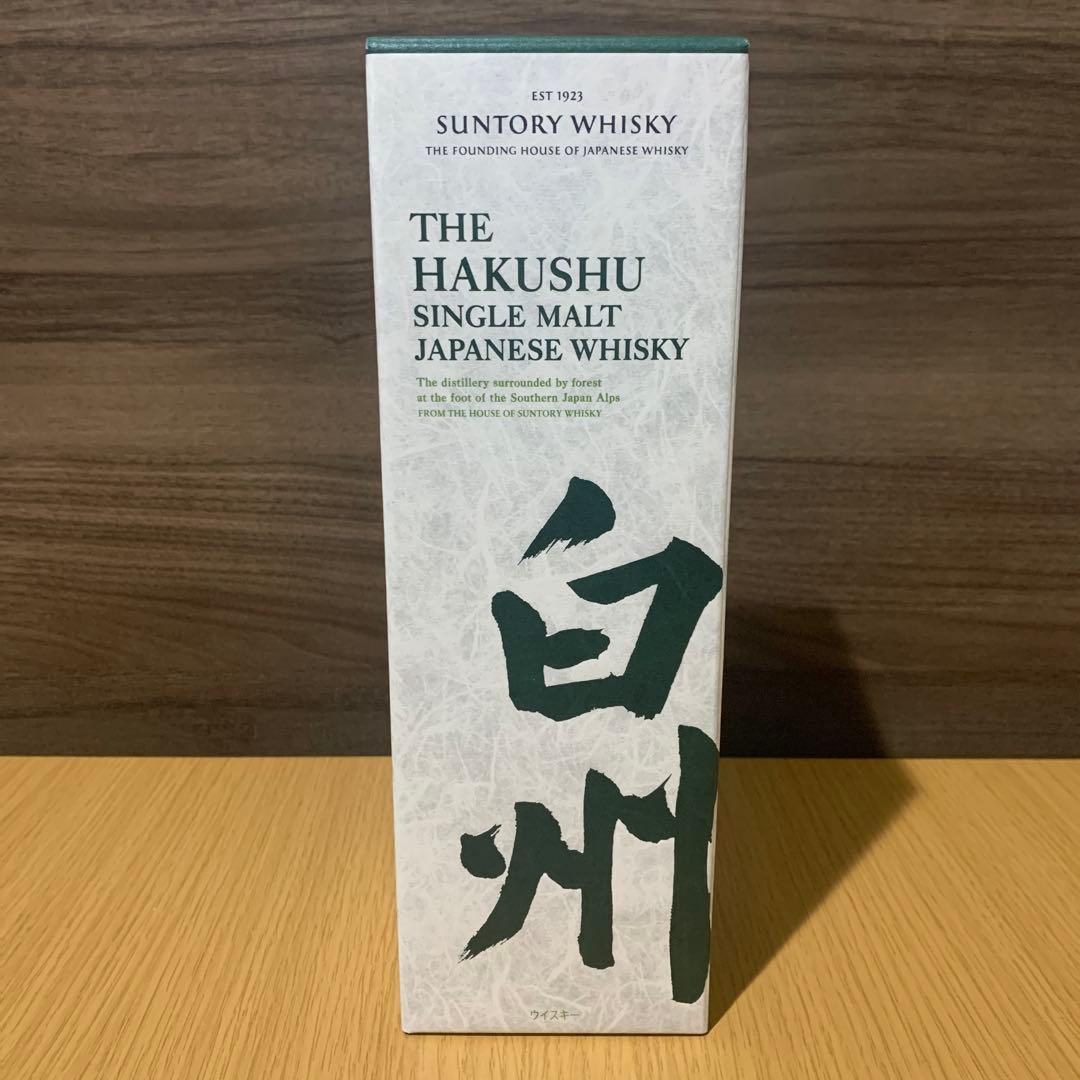 EST 1923
SUNTORY WHISKY
THE FOUNDING HOUSE OF JAPANESE WHISKY
THE
HAKUSHU
SINGLE MALT
JAPANESE WHISKY
The distillery surrounded by forest
at the foot of the Southern Japan Alps
FROM THE HOUSE OF SUNTORY WHISKY
白州
ウイスキー